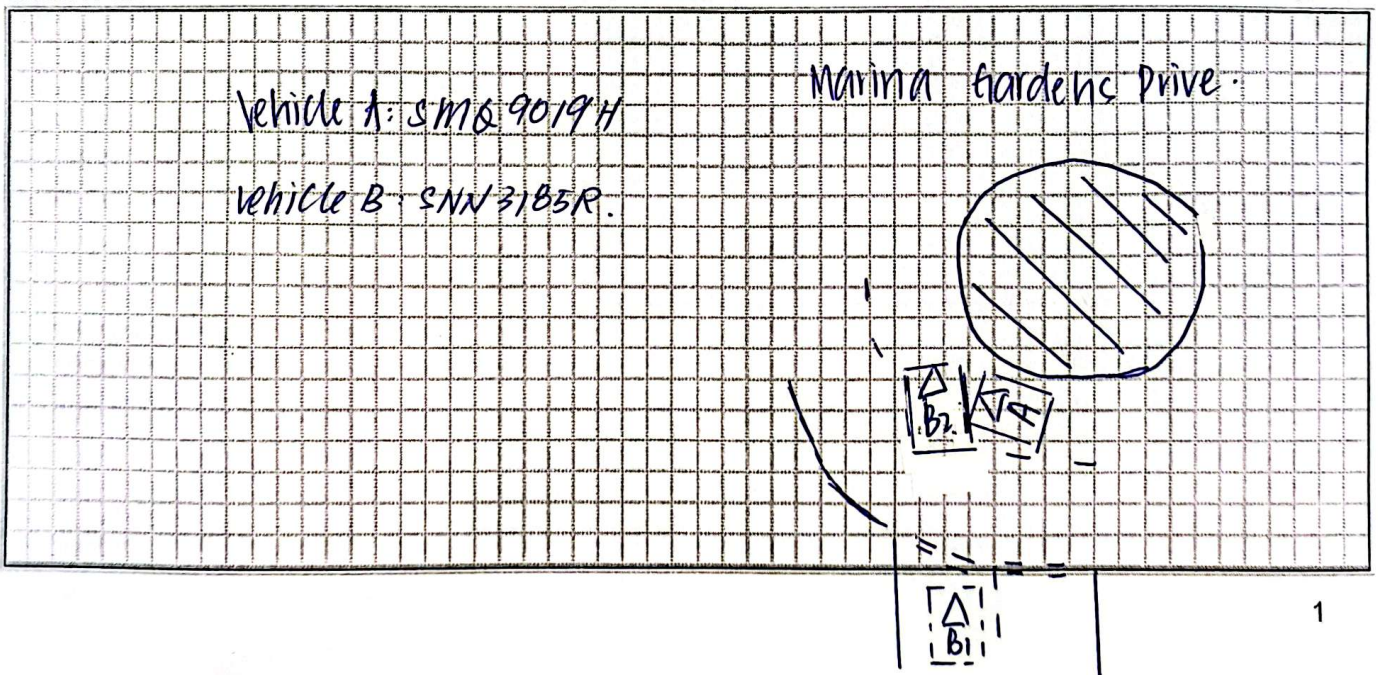 Marina Gardens Drive.
Vehicle A: SMQ 9019H
Vehicle B: SNN 3185R.
B2.
A
B1
1